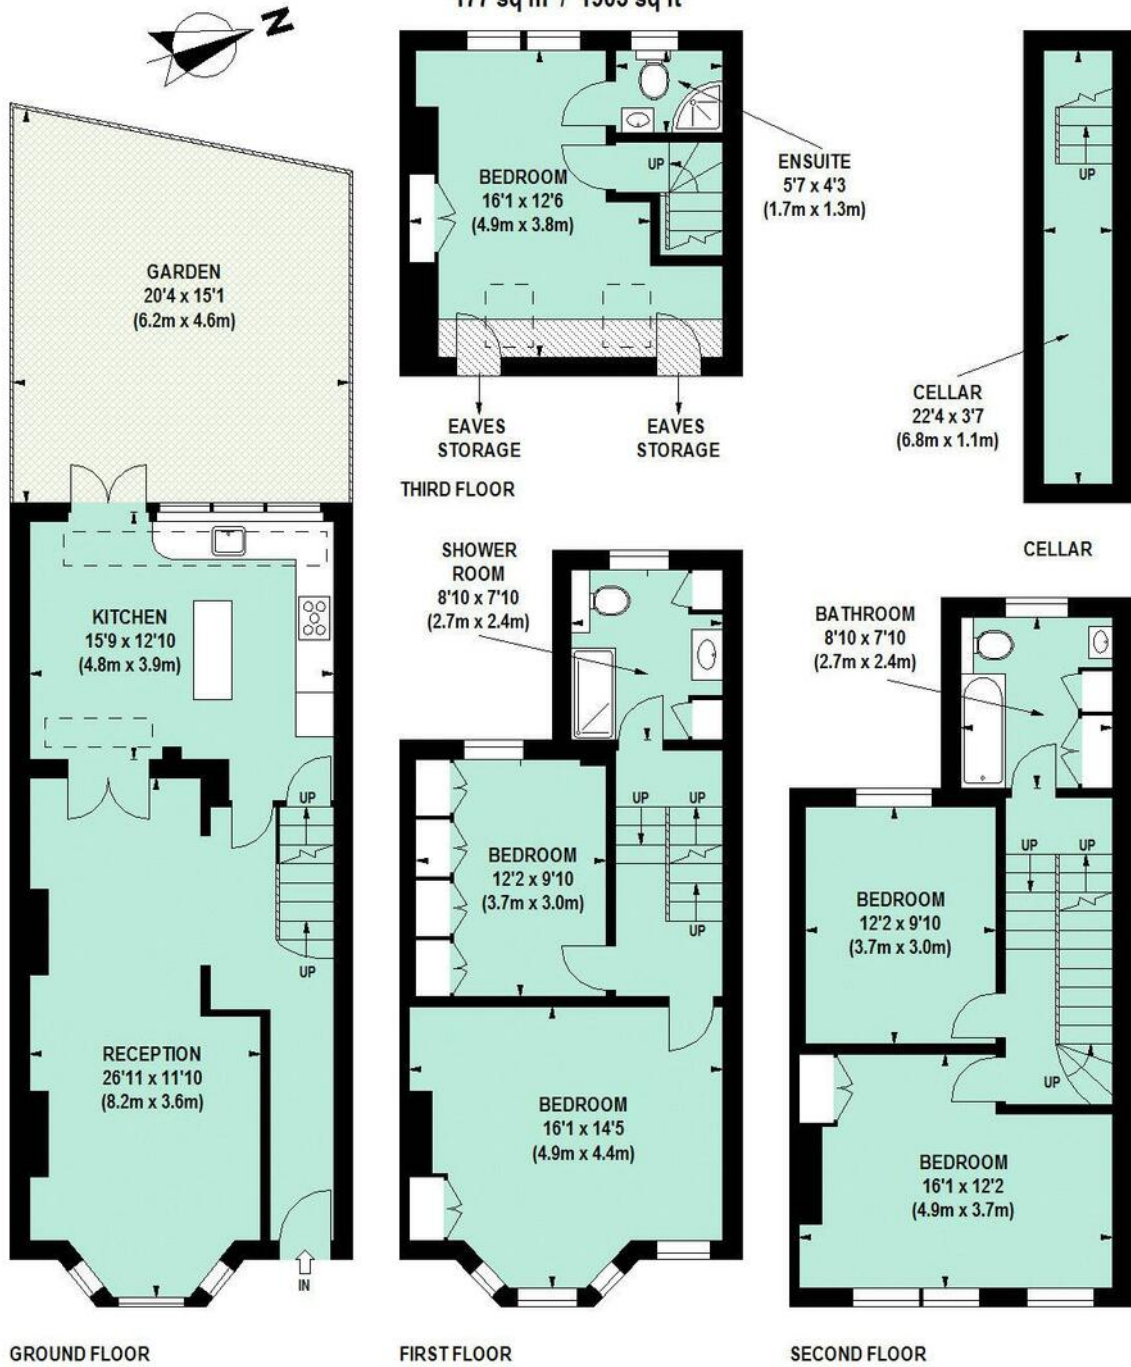 177 sq m / 1905 sq ft
N
GARDEN
20'4 x 15'1
(6.2m x 4.6m)
KITCHEN
15'9 x 12'10
(4.8m x 3.9m)
UP
UP
RECEPTION
26'11 x 11'10
(8.2m x 3.6m)
IN
GROUND FLOOR
BEDROOM
16'1 x 12'6
(4.9m x 3.8m)
UP
ENSUITE
5'7 x 4'3
(1.7m x 1.3m)
EAVES
STORAGE
EAVES
STORAGE
THIRD FLOOR
UP
CELLAR
22'4 x 3'7
(6.8m x 1.1m)
CELLAR
SHOWER
ROOM
8'10 x 7'10
(2.7m x 2.4m)
UP
UP
BEDROOM
12'2 x 9'10
(3.7m x 3.0m)
UP
BEDROOM
16'1 x 14'5
(4.9m x 4.4m)
FIRST FLOOR
BATHROOM
8'10 x 7'10
(2.7m x 2.4m)
UP
UP
BEDROOM
12'2 x 9'10
(3.7m x 3.0m)
UP
BEDROOM
16'1 x 12'2
(4.9m x 3.7m)
SECOND FLOOR